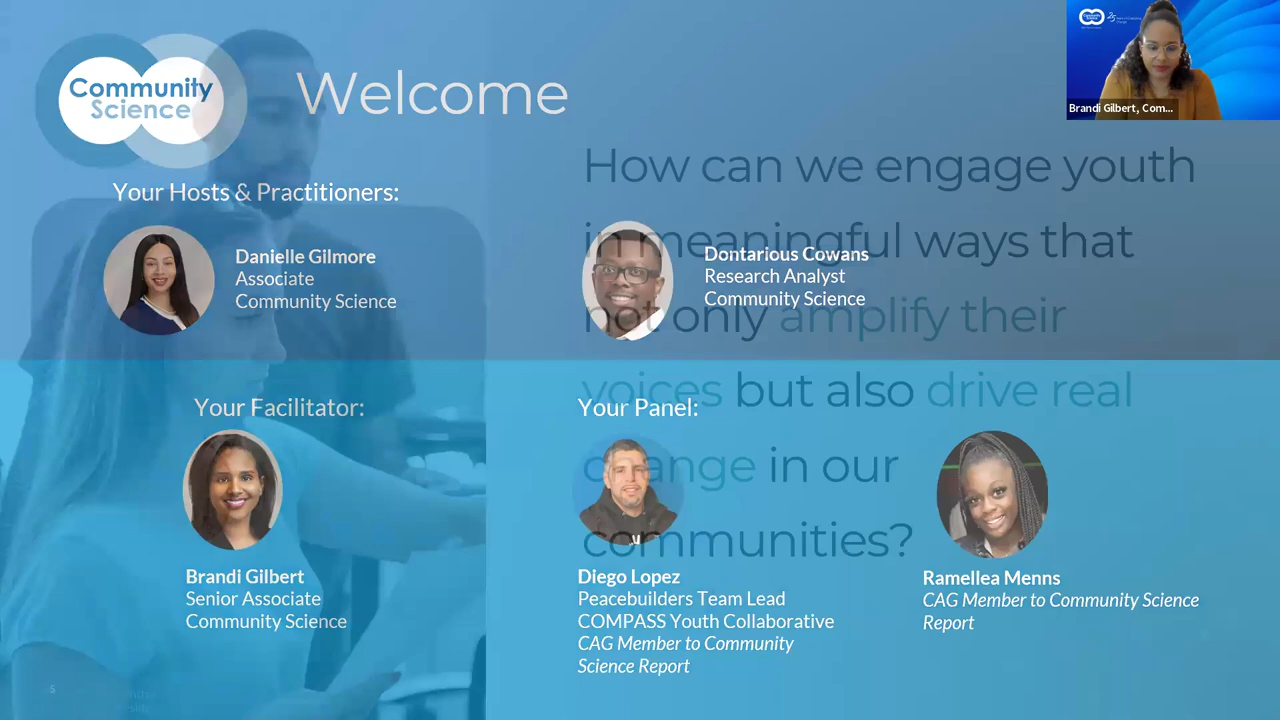 Community
Science
Welcome
Brandi Gilbert, Com...
How can we engage youth
in meaningful ways that
not only amplify their
voices but also drive real
change in our
communities?
Your Hosts & Practitioners:
Danielle Gilmore
Associate
Community Science
Dontarious Cowans
Research Analyst
Community Science
Your Facilitator:
Brandi Gilbert
Senior Associate
Community Science
Your Panel:
Diego Lopez
Peacebuilders Team Lead
COMPASS Youth Collaborative
CAG Member to Community
Science Report
Ramellea Menns
CAG Member to Community Science
Report
5